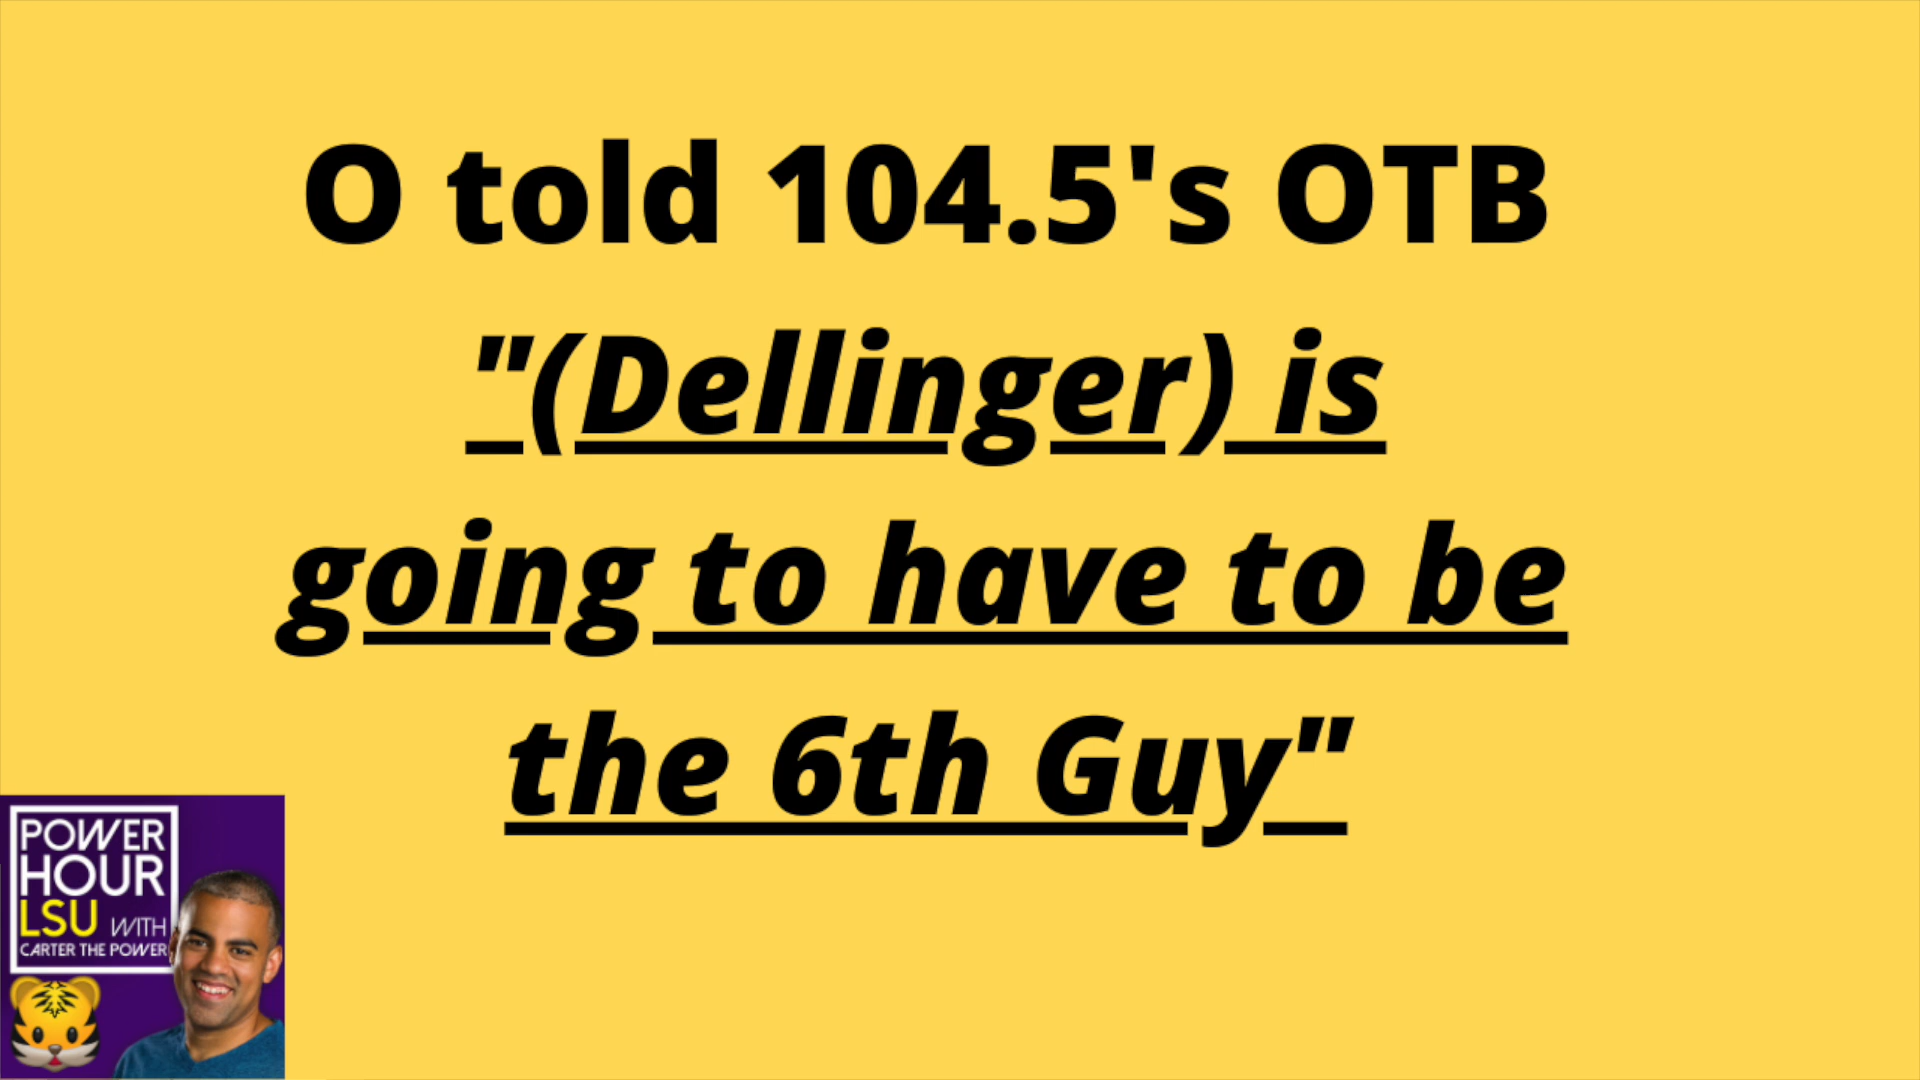 O told 104.5's OTB
"(Dellinger) is
going to have to be
the 6th Guy"
POWER
HOUR
LSU WITH
CARTER THE POWER